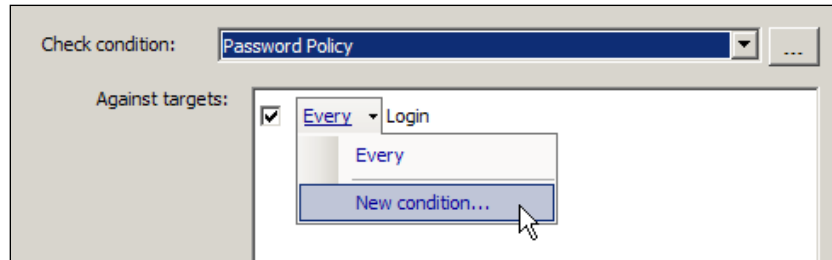 Check condition: Password Policy ...
Against targets: Every Login
Every
New condition...